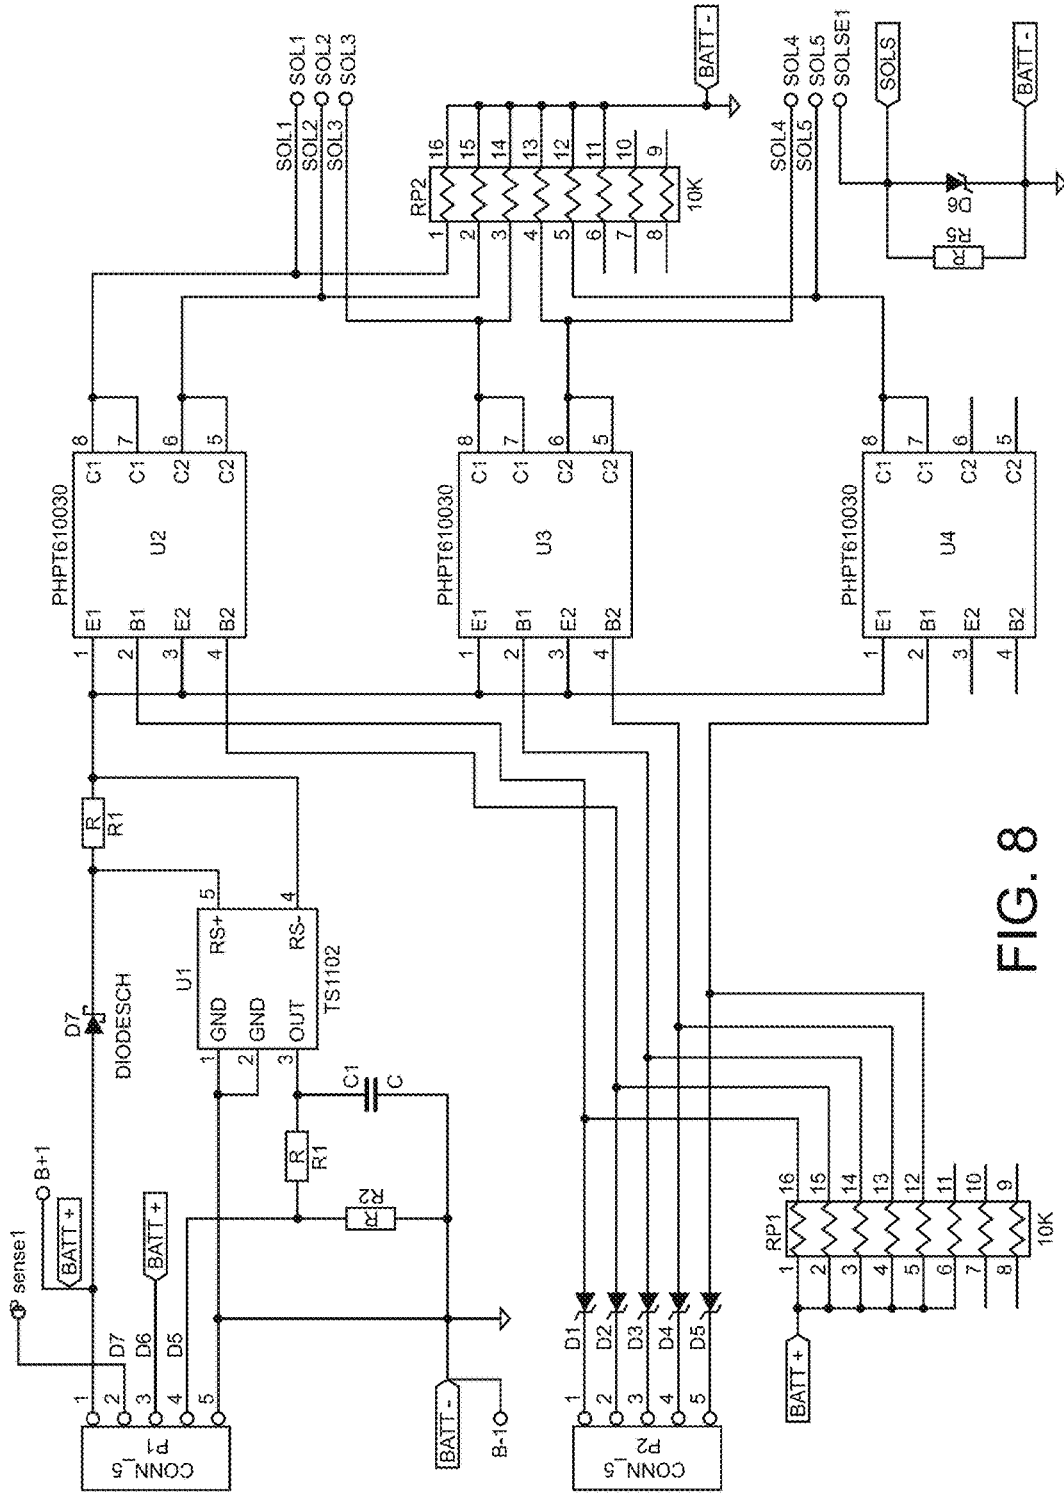 P sense1
B+1
BATT +
D7
DIODESCH
R
R1
1
2
3
4
5
D7
D6
D5
BATT +
CONN_5
P1
U1
GND
GND
OUT
RS+
RS-
1
2
3
5
4
TS1102
C1
C
R
R1
R
R2
BATT -
B-1
PHPT610030
U2
E1
B1
E2
B2
C1
C1
C2
C2
1
2
3
4
8
7
6
5
PHPT610030
U3
E1
B1
E2
B2
C1
C1
C2
C2
1
2
3
4
8
7
6
5
PHPT610030
U4
E1
B1
E2
B2
C1
C1
C2
C2
1
2
3
4
8
7
6
5
SOL1
SOL2
SOL3
SOL1
SOL2
SOL3
RP2
1
2
3
4
5
6
7
8
16
15
14
13
12
11
10
9
10K
BATT -
SOL4
SOL5
SOL4
SOL5
SOLSE1
SOLS
D6
R5
R
BATT -
CONN_5
P2
1
2
3
4
5
D1
D2
D3
D4
D5
BATT +
RP1
1
2
3
4
5
6
7
8
16
15
14
13
12
11
10
9
10K
FIG. 8